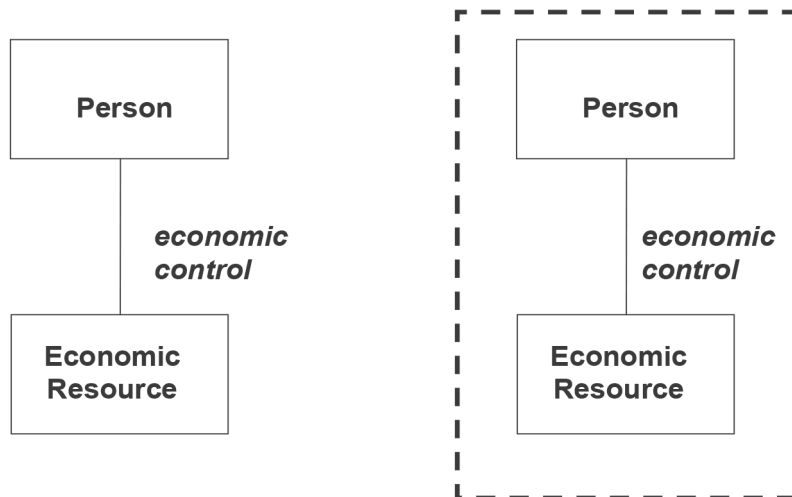 Person
economic
control
Economic
Resource
Person
economic
control
Economic
Resource